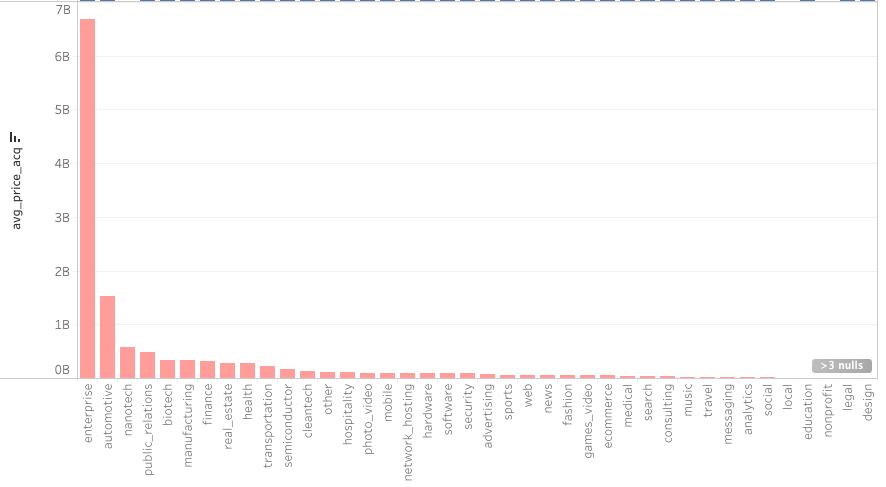 7B
6B
5B
4B
3B
2B
1B
0B
avg_price_acq
>3 nulls
enterprise
automotive
nanotech
public_relations
biotech
manufacturing
finance
real_estate
health
transportation
semiconductor
cleantech
other
hospitality
photo_video
mobile
network_hosting
hardware
software
security
advertising
sports
web
news
fashion
games_video
ecommerce
medical
search
consulting
music
travel
messaging
analytics
social
local
education
nonprofit
legal
design